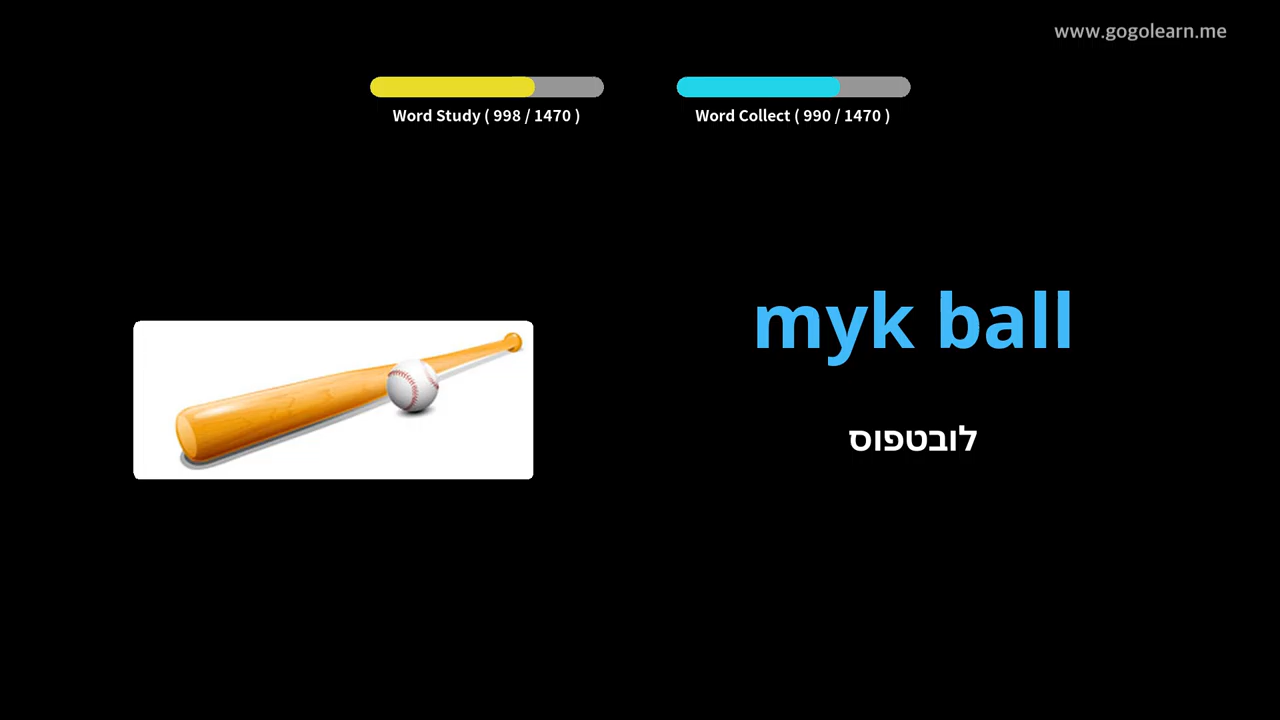 www.gogolearn.me
Word Study ( 998 / 1470 )
Word Collect ( 990 / 1470 )
myk ball
לובטפוס